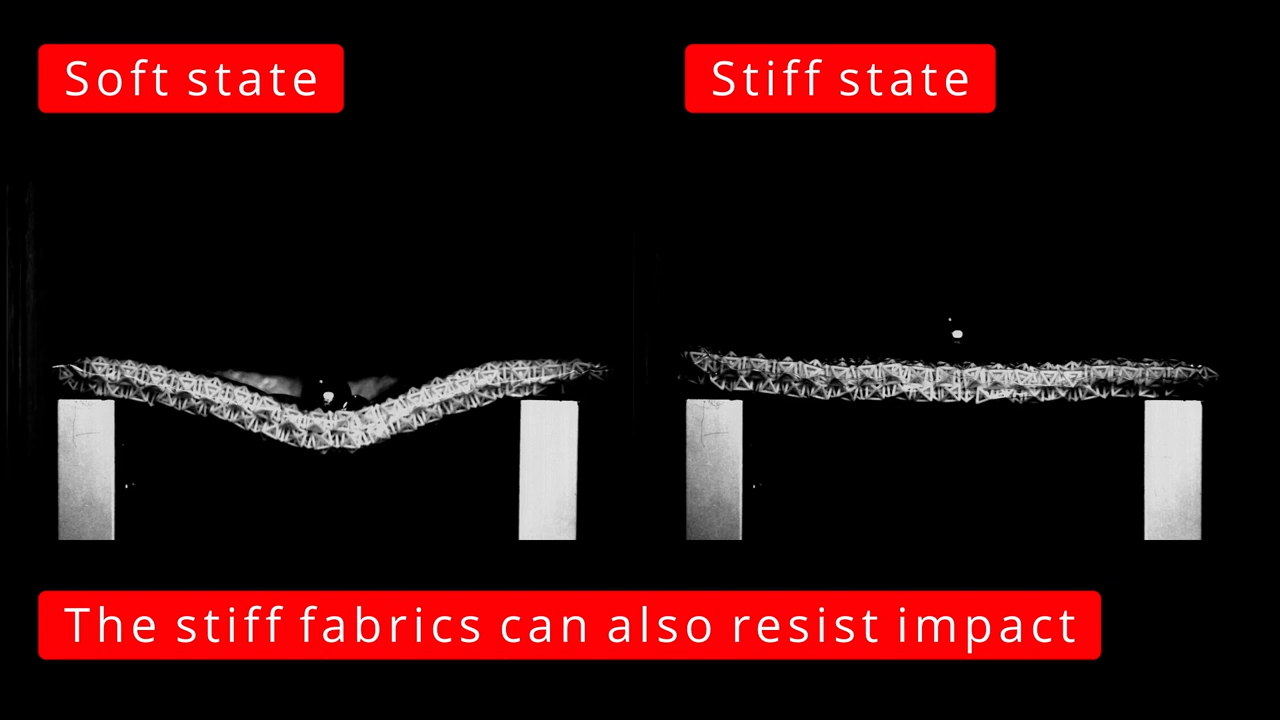 Soft state
Stiff state
The stiff fabrics can also resist impact